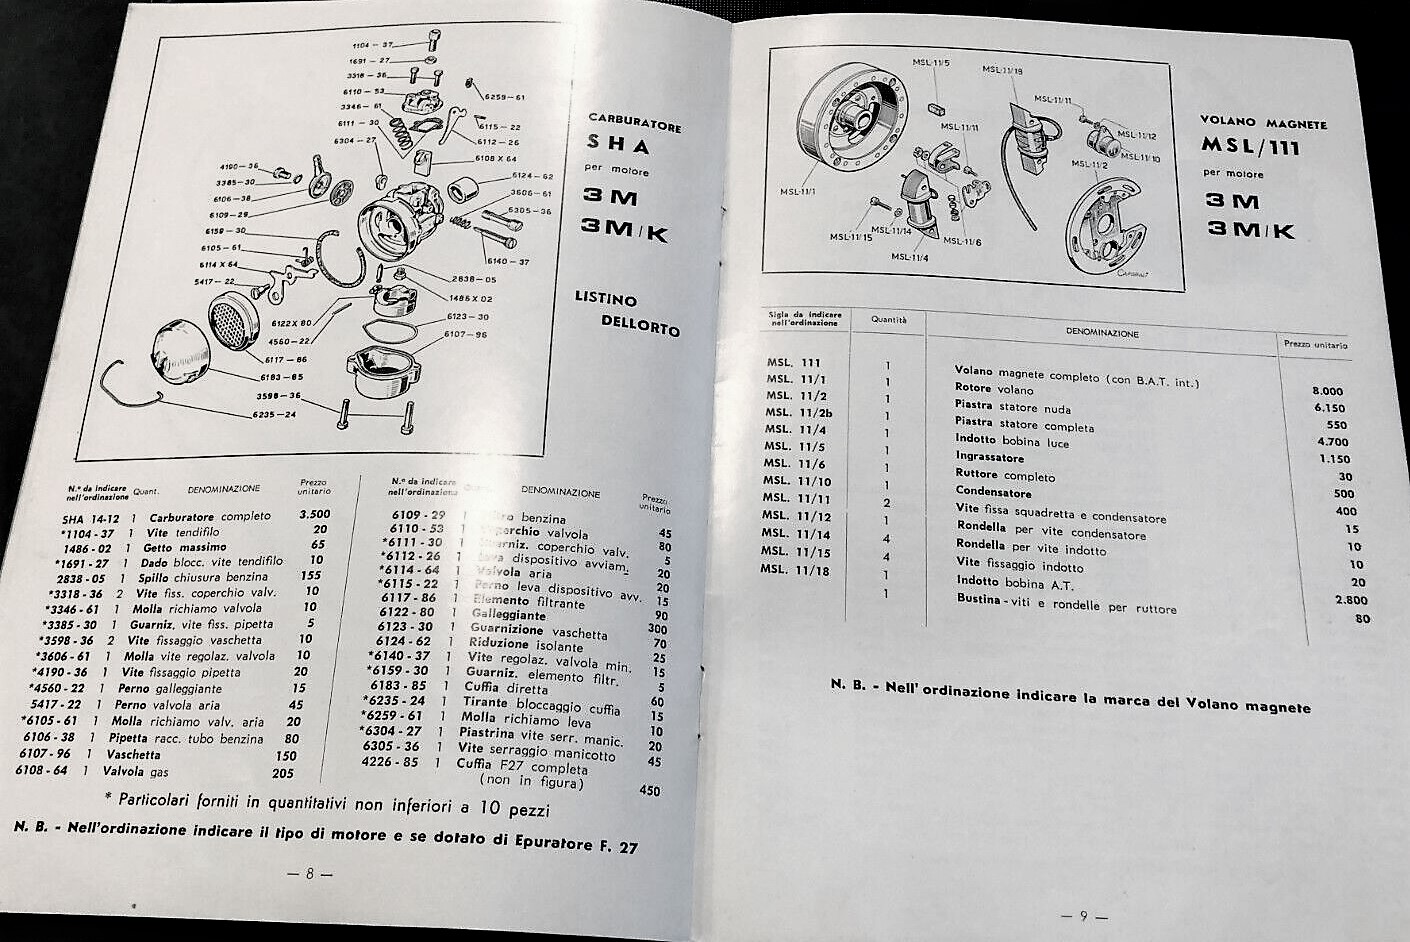 1104-37
1691-27
3318-36
6110-53
3346-61
6111-30
6304-27
6259-61
6115-22
6112-26
6108 X 64
6124-62
3606-61
6305-36
6140-37
4190-36
3385-30
6106-38
6109-29
6159-30
6105-61
6114 X 64
5417-22
2838-05
1486 X 02
6123-30
6107-96
6122 X 80
4560-22
6117-86
6183-85
3598-36
6235-24
CARBURATORE
SHA
per motore
3M
3M/K
LISTINO
DELLORTO
N.º da indicare nell'ordinazione Quant. DENOMINAZIONE Prezzo unitario
SHA 14-12 1 Carburatore completo 3.500
*1104-37 1 Vite tendifilo 20
1486-02 1 Getto massimo 65
*1691-27 1 Dado blocc. vite tendifilo 10
2838-05 1 Spillo chiusura benzina 155
*3318-36 2 Vite fiss. coperchio valv. 10
*3346-61 1 Molla richiamo valvola 10
*3385-30 1 Guarniz. vite fiss. pipetta 5
*3598-36 2 Vite fissaggio vaschetta 10
*3606-61 1 Molla vite regolaz. valvola 10
*4190-36 1 Vite fissaggio pipetta 20
*4560-22 1 Perno galleggiante 15
5417-22 1 Perno valvola aria 45
*6105-61 1 Molla richiamo valv. aria 20
6106-38 1 Pipetta racc. tubo benzina 80
6107-96 1 Vaschetta 150
6108-64 1 Valvola gas 205
N.º da indicare nell'ordinazione DENOMINAZIONE Prezzo unitario
6109-29 1 benzina 45
6110-53 1 valvola 80
*6111-30 1 coperchio valv. 5
*6112-26 1 dispositivo avviam. 20
*6114-64 1 Valvola aria 20
*6115-22 1 Perno leva dispositivo avv. 15
6117-86 1 Elemento filtrante 90
6122-80 1 Galleggiante 300
6123-30 1 Guarnizione vaschetta 70
6124-62 1 Riduzione isolante 25
*6140-37 1 Vite regolaz. valvola min. 15
*6159-30 1 Guarniz. elemento filtr. 5
6183-85 1 Cuffia diretta 60
*6235-24 1 Tirante bloccaggio cuffia 15
*6259-61 1 Molla richiamo leva 10
*6304-27 1 Piastrina vite serr. manic. 20
6305-36 1 Vite serraggio manicotto 45
4226-85 1 Cuffia F27 completa
(non in figura) 450
* Particolari forniti in quantitativi non inferiori a 10 pezzi
N. B. - Nell'ordinazione indicare il tipo di motore e se dotato di Epuratore F. 27
— 8 —
MSL-11/5
MSL-11/19
MSL-11/11
MSL-11/12
MSL-11/10
MSL-11/2
MSL-11/11
MSL-11/1
MSL-11/15
MSL-11/14
MSL-11/6
MSL-11/4
VOLANO MAGNETE
MSL/111
per motore
3M
3M/K
Sigla da indicare nell'ordinazione Quantità DENOMINAZIONE Prezzo unitario
MSL. 111 1 Volano magnete completo (con B.A.T. int.) 8.000
MSL. 11/1 1 Rotore volano 6.150
MSL. 11/2 1 Piastra statore nuda 550
MSL. 11/2b 1 Piastra statore completa 4.700
MSL. 11/4 1 Indotto bobina luce 1.150
MSL. 11/5 1 Ingrassatore 30
MSL. 11/6 1 Ruttore completo 500
MSL. 11/10 1 Condensatore 400
MSL. 11/11 2 Vite fissa squadretta e condensatore 15
MSL. 11/12 1 Rondella per vite condensatore 10
MSL. 11/14 4 Rondella per vite indotto 10
MSL. 11/15 4 Vite fissaggio indotto 20
MSL. 11/18 1 Indotto bobina A.T. 2.800
1 Bustina - viti e rondelle per ruttore 80
N. B. - Nell'ordinazione indicare la marca del Volano magnete
— 9 —